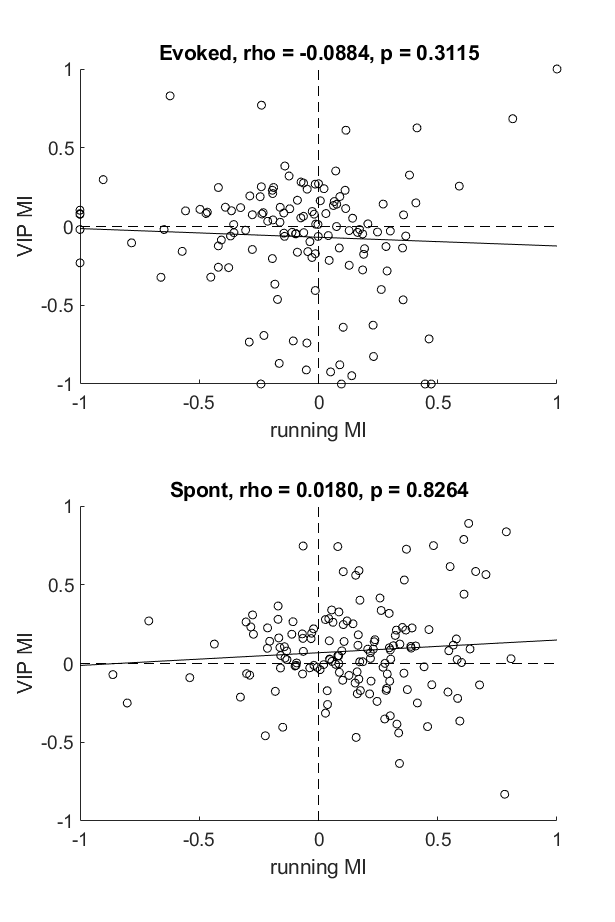 Evoked, rho = -0.0884, p = 0.3115
1
0.5
0
-0.5
-1
VIP MI
-1 -0.5 0 0.5 1
running MI
Spont, rho = 0.0180, p = 0.8264
1
0.5
0
-0.5
-1
VIP MI
-1 -0.5 0 0.5 1
running MI